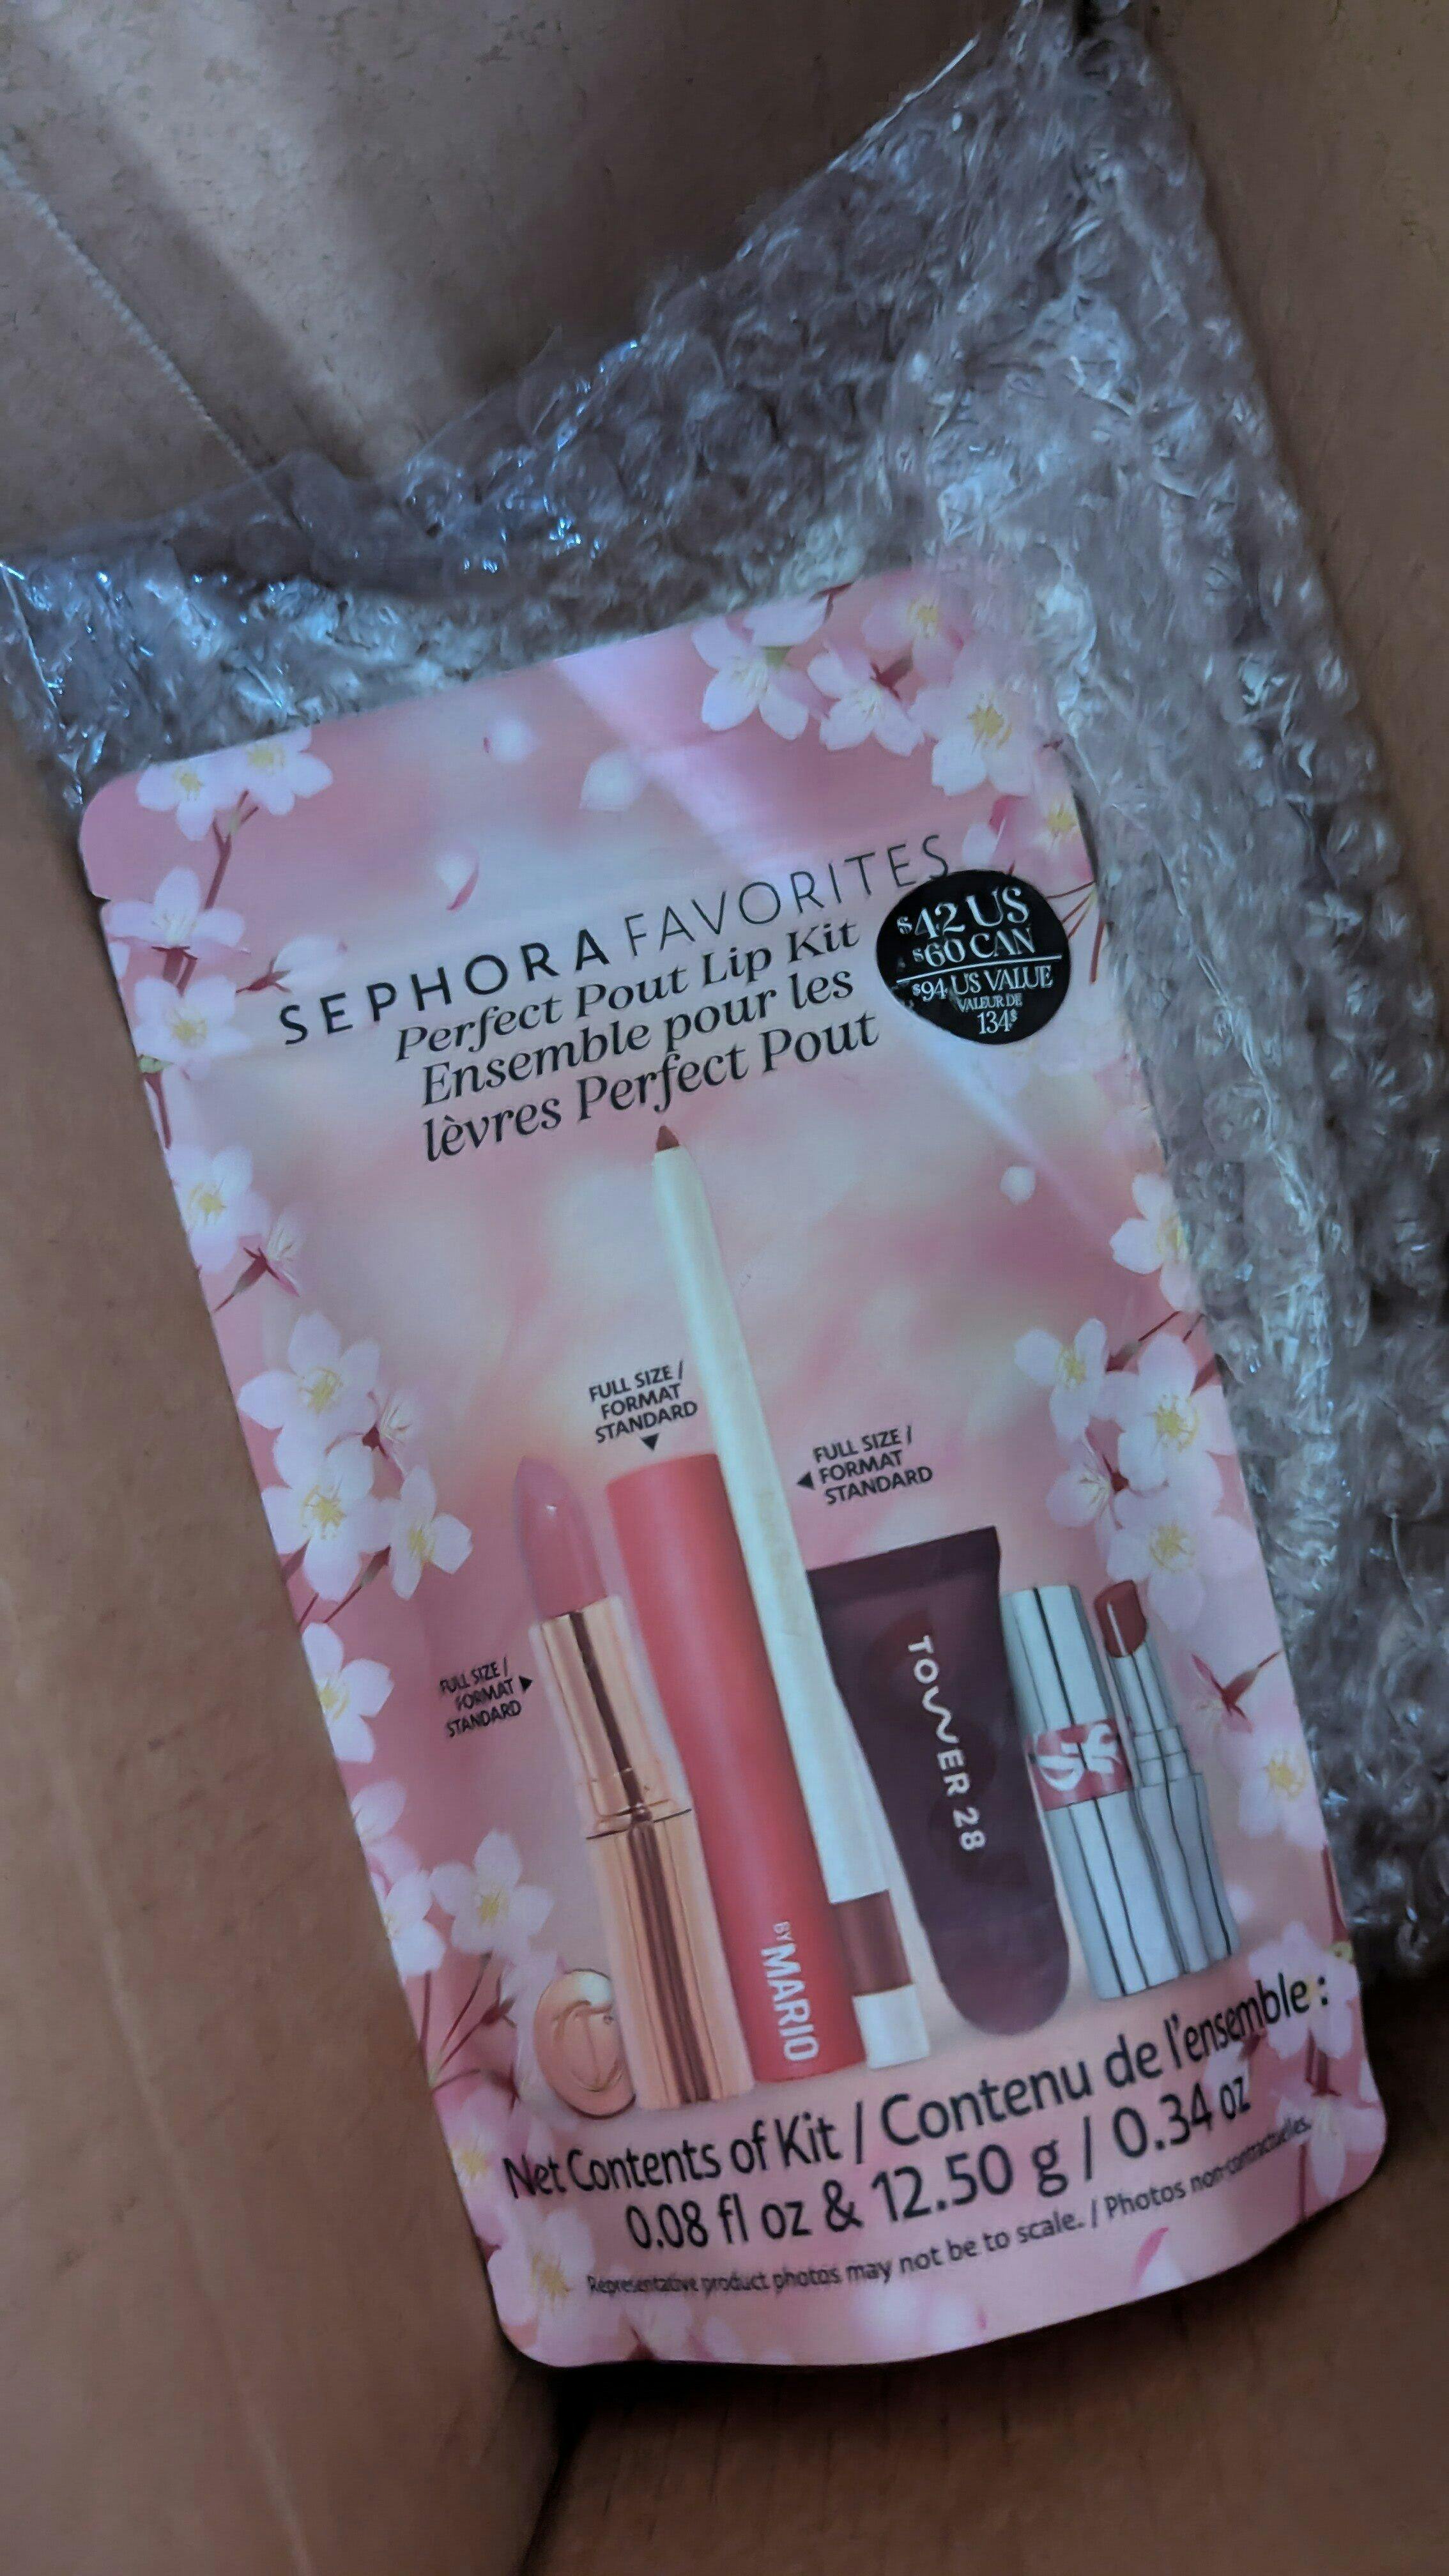 SEPHORA FAVORITES
Perfect Pout Lip Kit
Ensemble pour les
lèvres Perfect Pout
$42 US
$60 CAN
$94 US VALUE
VALEUR DE
134$
FULL SIZE /
FORMAT
STANDARD
FULL SIZE /
FORMAT
STANDARD
FULL SIZE /
FORMAT
STANDARD
BY MARIO
TOWER 28
YSL
Net Contents of Kit / Contenu de l'ensemble :
0.08 fl oz & 12.50 g / 0.34 oz
Representative product photos may not be to scale. / Photos non-contractuelles.